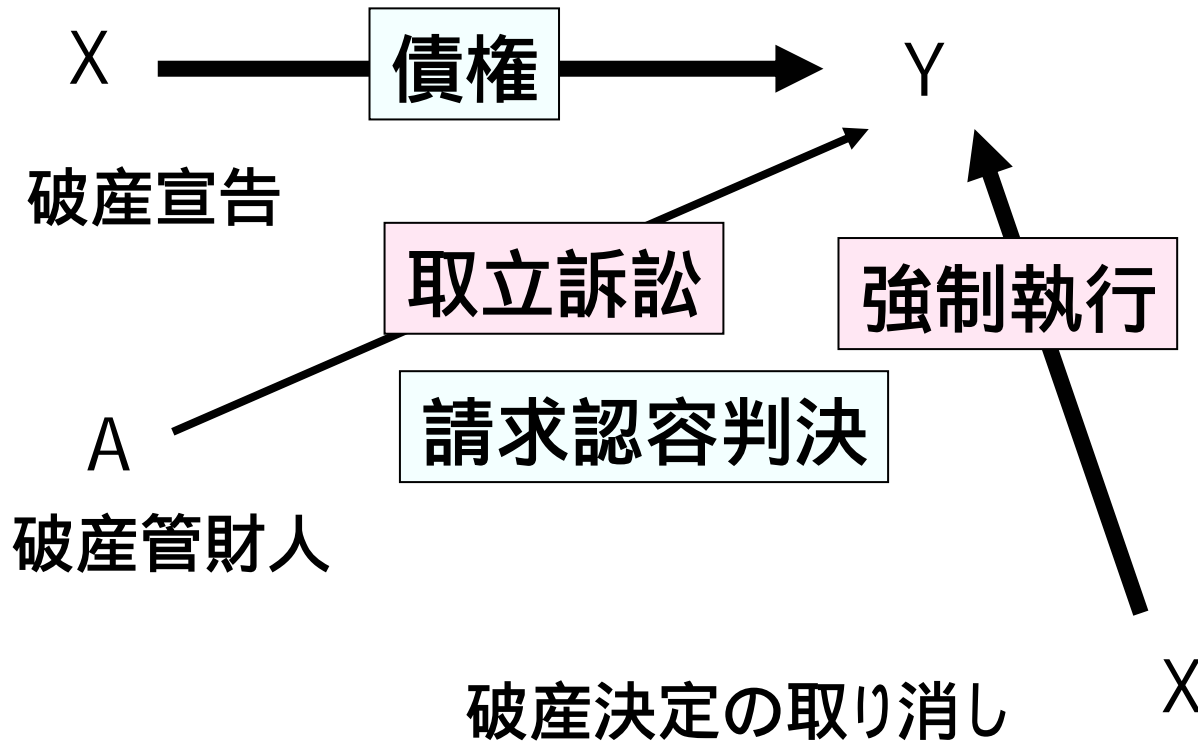 X
債権
Y
破産宣告
取立訴訟
強制執行
請求認容判決
A
破産管財人
破産決定の取り消し
X